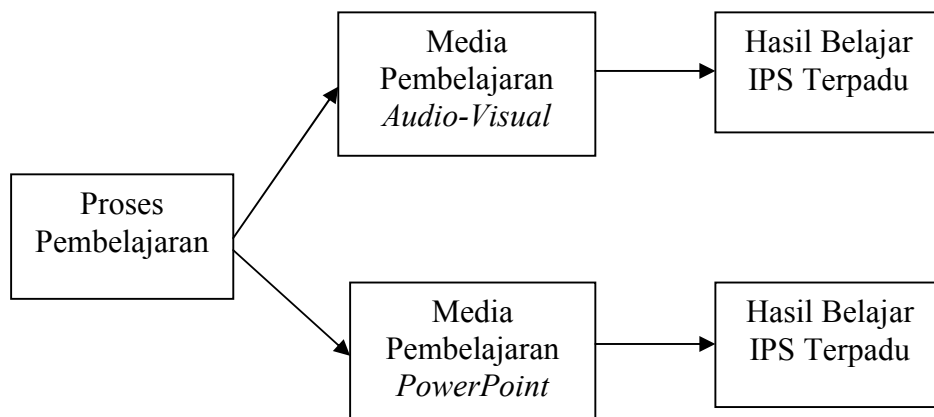 Media
Pembelajaran
Audio-Visual
Hasil Belajar
IPS Terpadu
Proses
Pembelajaran
Media
Pembelajaran
PowerPoint
Hasil Belajar
IPS Terpadu